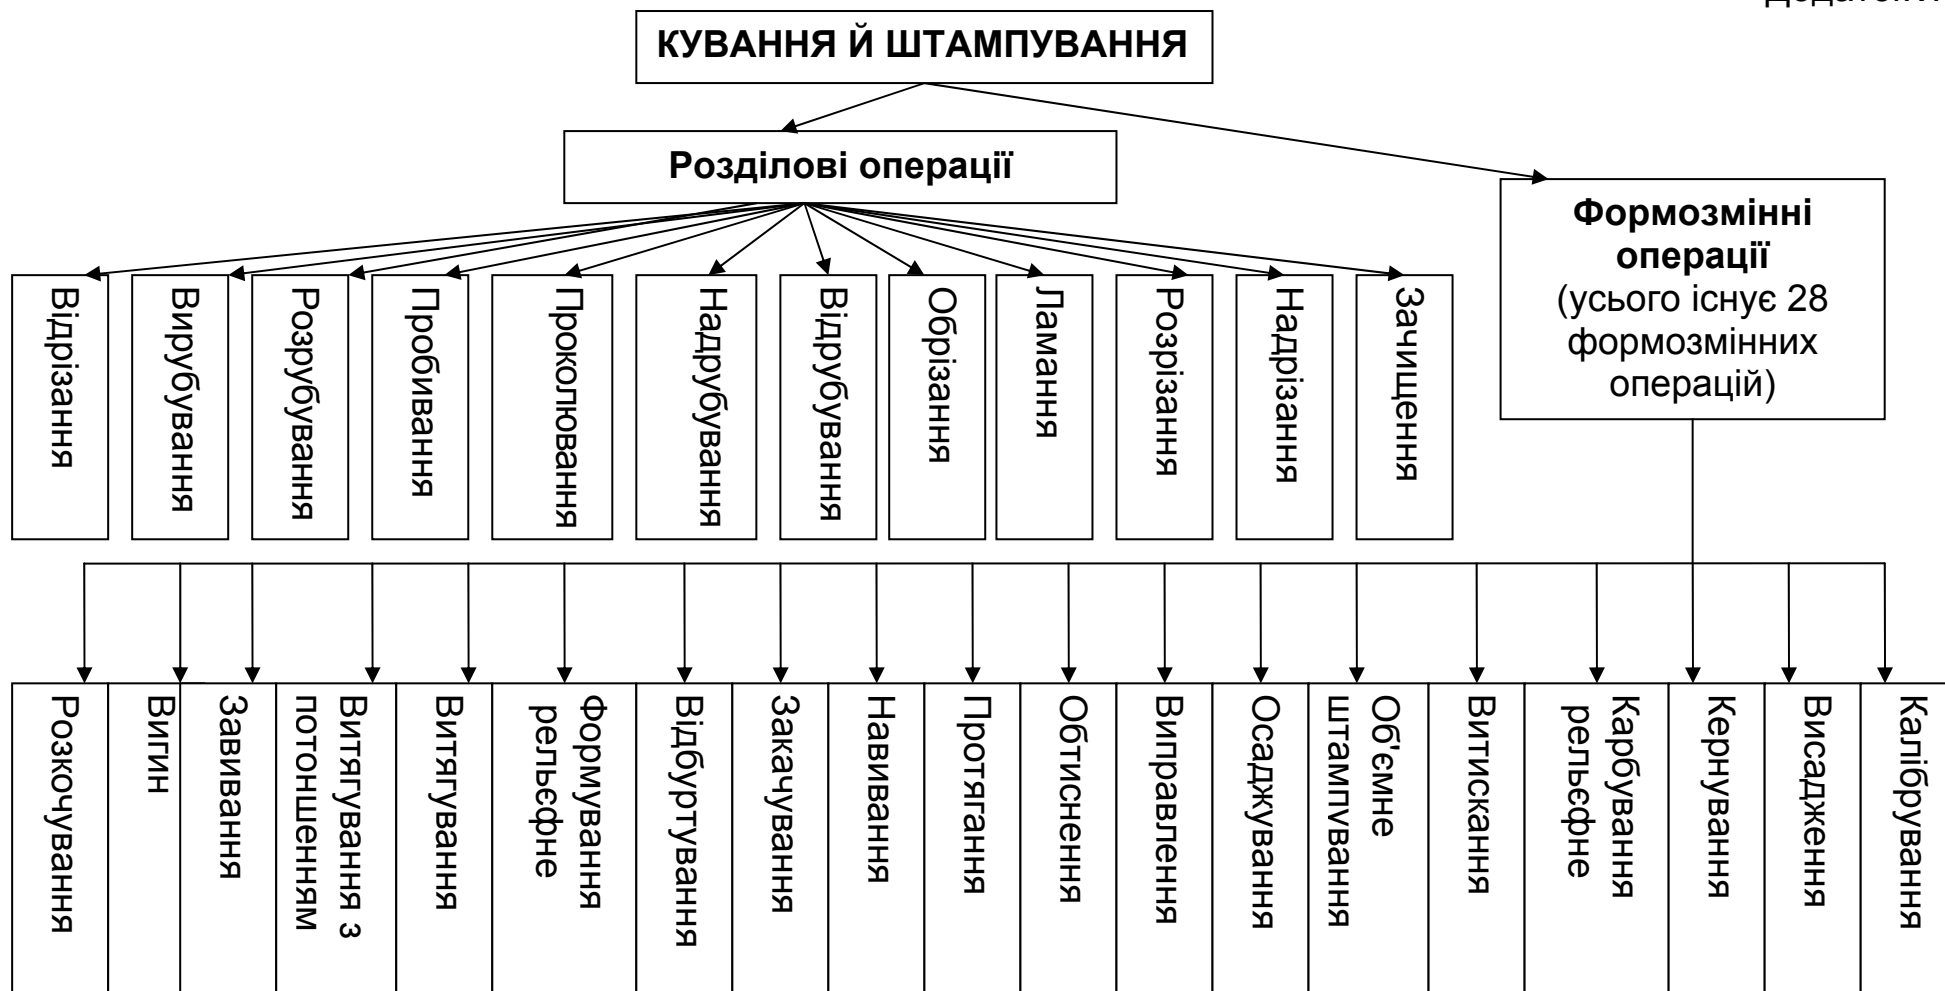 КУВАННЯ Й ШТАМПУВАННЯ
Розділові операції
Формозмінні
операції
(усього існує 28
формозмінних
операцій)
Відрізання
Вирубування
Розрубування
Пробивання
Проколювання
Надрубування
Відрубування
Обрізання
Ламання
Розрізання
Надрізання
Зачищення
Розкочування
Вигин
Завивання
Витягування з
потоншенням
Витягування
Формування
рельєфне
Відбуртування
Закачування
Навивання
Протягання
Обтиснення
Виправлення
Осаджування
Об'ємне
штампування
Витискання
Карбування
рельєфне
Кернування
Висадження
Калібрування